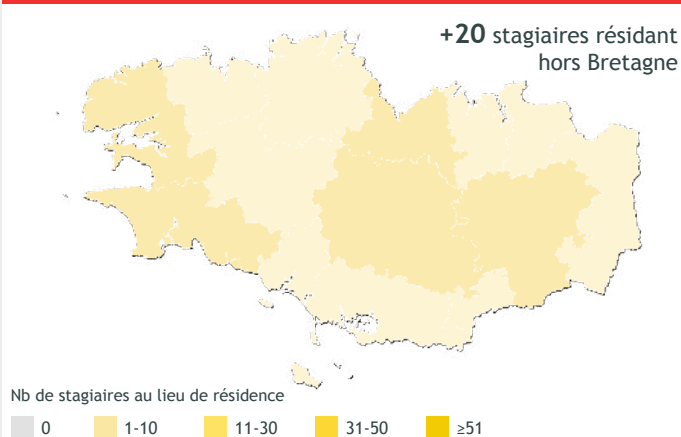 +20 stagiaires résidant
hors Bretagne
Nb de stagiaires au lieu de résidence
0 1-10 11-30 31-50 ≥51